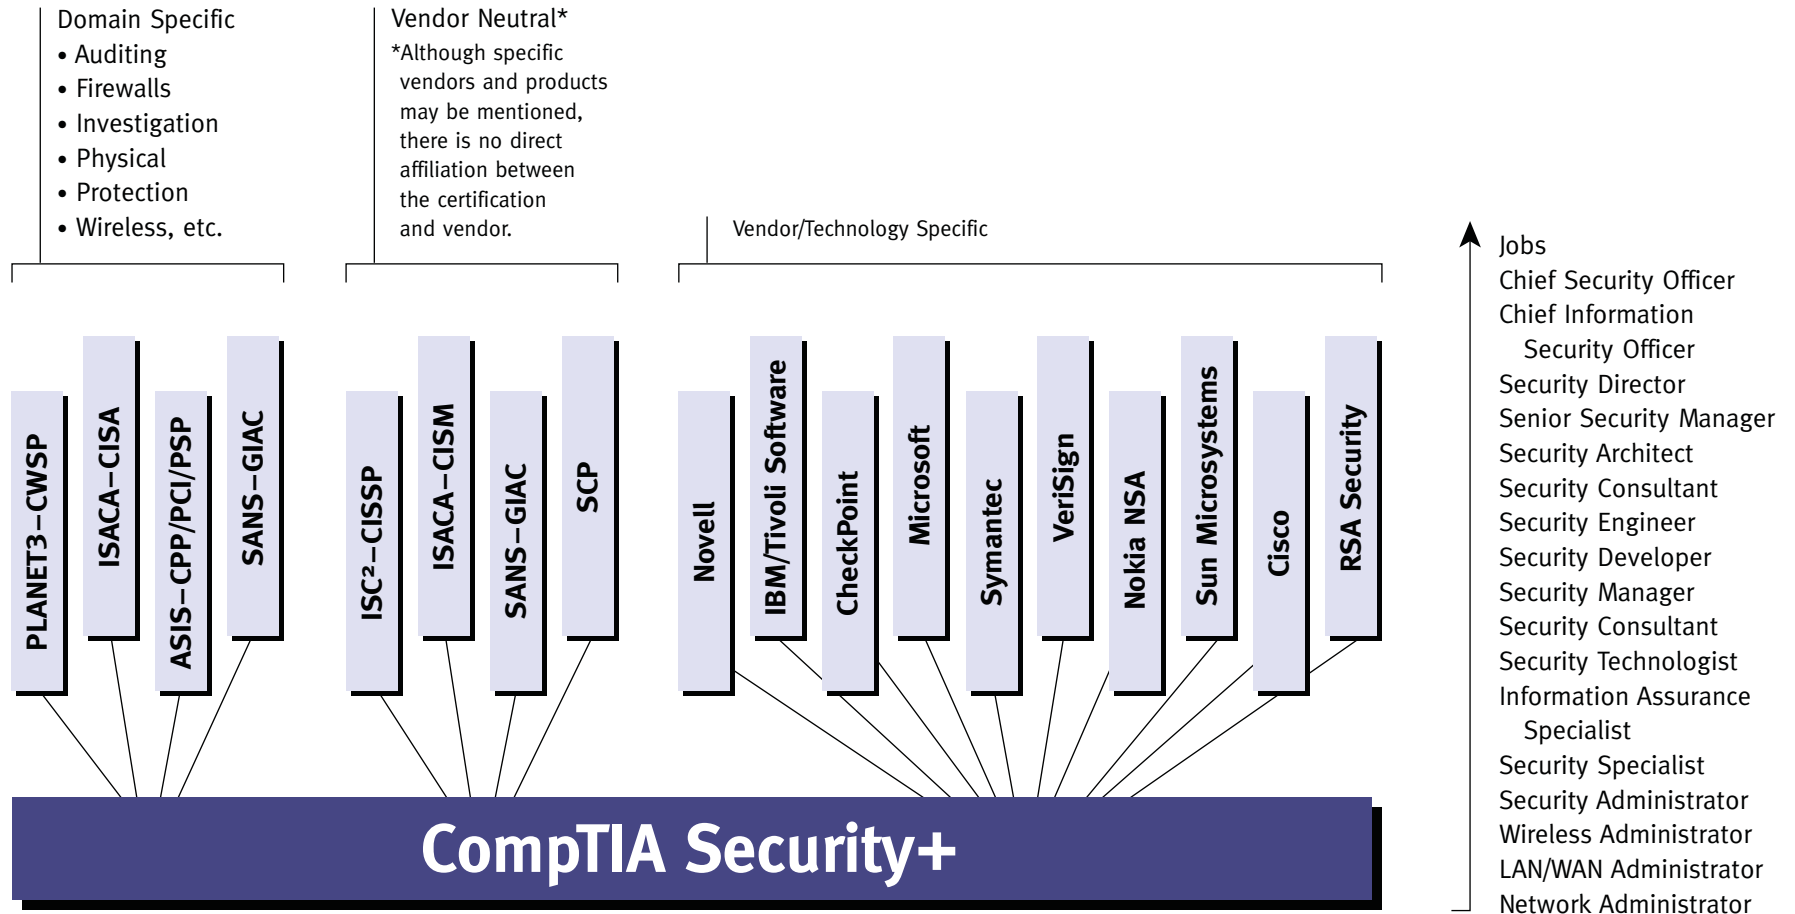 Domain Specific
• Auditing
• Firewalls
• Investigation
• Physical
• Protection
• Wireless, etc.
Vendor Neutral*
*Although specific
vendors and products
may be mentioned,
there is no direct
affiliation between
the certification
and vendor.
Vendor/Technology Specific
PLANET3–CWSP
ISACA–CISA
ASIS–CPP/PCI/PSP
SANS–GIAC
ISC²–CISSP
ISACA–CISM
SANS–GIAC
SCP
Novell
IBM/Tivoli Software
CheckPoint
Microsoft
Symantec
VeriSign
Nokia NSA
Sun Microsystems
Cisco
RSA Security
CompTIA Security+
Jobs
Chief Security Officer
Chief Information
Security Officer
Security Director
Senior Security Manager
Security Architect
Security Consultant
Security Engineer
Security Developer
Security Manager
Security Consultant
Security Technologist
Information Assurance
Specialist
Security Specialist
Security Administrator
Wireless Administrator
LAN/WAN Administrator
Network Administrator